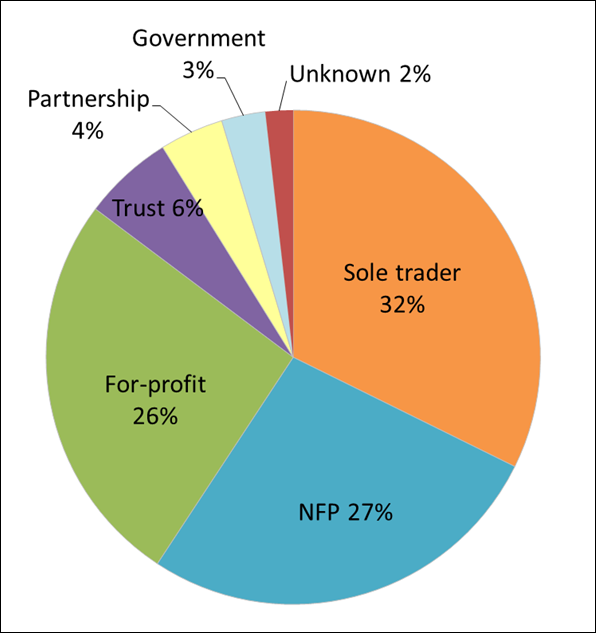 Government
3%
Unknown 2%
Partnership
4%
Trust 6%
Sole trader
32%
For-profit
26%
NFP 27%